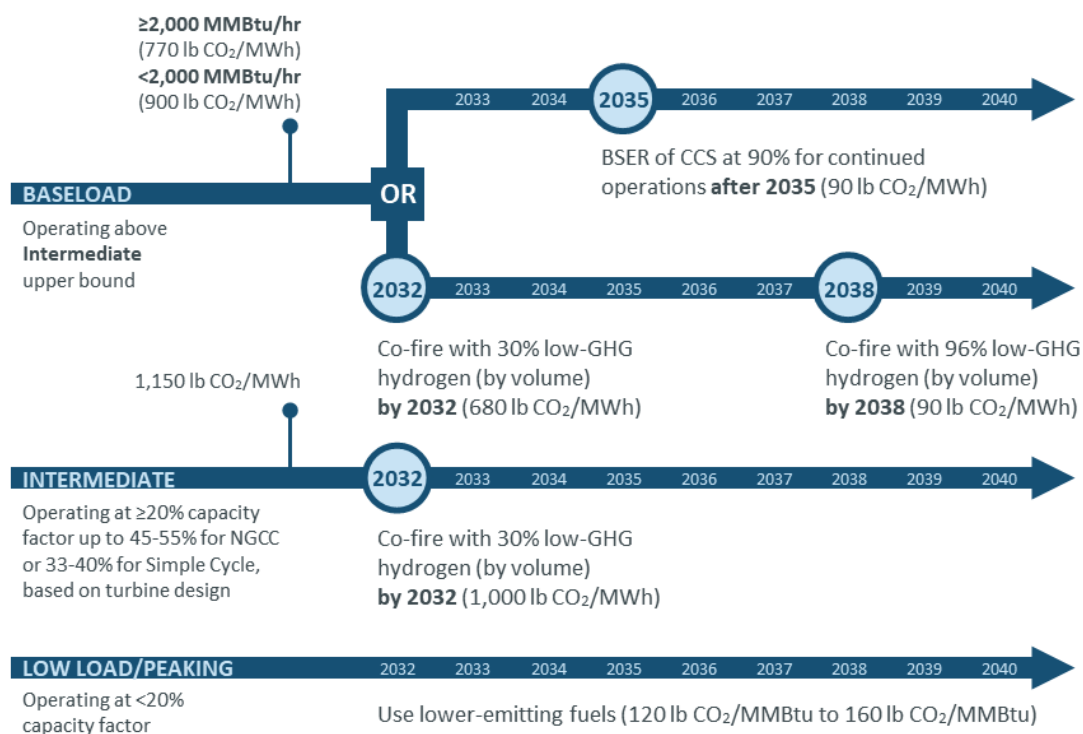 ≥2,000 MMBtu/hr
(770 lb CO₂/MWh)
<2,000 MMBtu/hr
(900 lb CO₂/MWh)
2033 2034 2035 2036 2037 2038 2039 2040
BSER of CCS at 90% for continued
operations after 2035 (90 lb CO₂/MWh)
BASELOAD
OR
Operating above
Intermediate
upper bound
2032 2033 2034 2035 2036 2037 2038 2039 2040
Co-fire with 30% low-GHG
hydrogen (by volume)
by 2032 (680 lb CO₂/MWh)
Co-fire with 96% low-GHG
hydrogen (by volume)
by 2038 (90 lb CO₂/MWh)
1,150 lb CO₂/MWh
INTERMEDIATE
2032 2033 2034 2035 2036 2037 2038 2039 2040
Operating at ≥20% capacity
factor up to 45-55% for NGCC
or 33-40% for Simple Cycle,
based on turbine design
Co-fire with 30% low-GHG
hydrogen (by volume)
by 2032 (1,000 lb CO₂/MWh)
LOW LOAD/PEAKING
2032 2033 2034 2035 2036 2037 2038 2039 2040
Operating at <20%
capacity factor
Use lower-emitting fuels (120 lb CO₂/MMBtu to 160 lb CO₂/MMBtu)